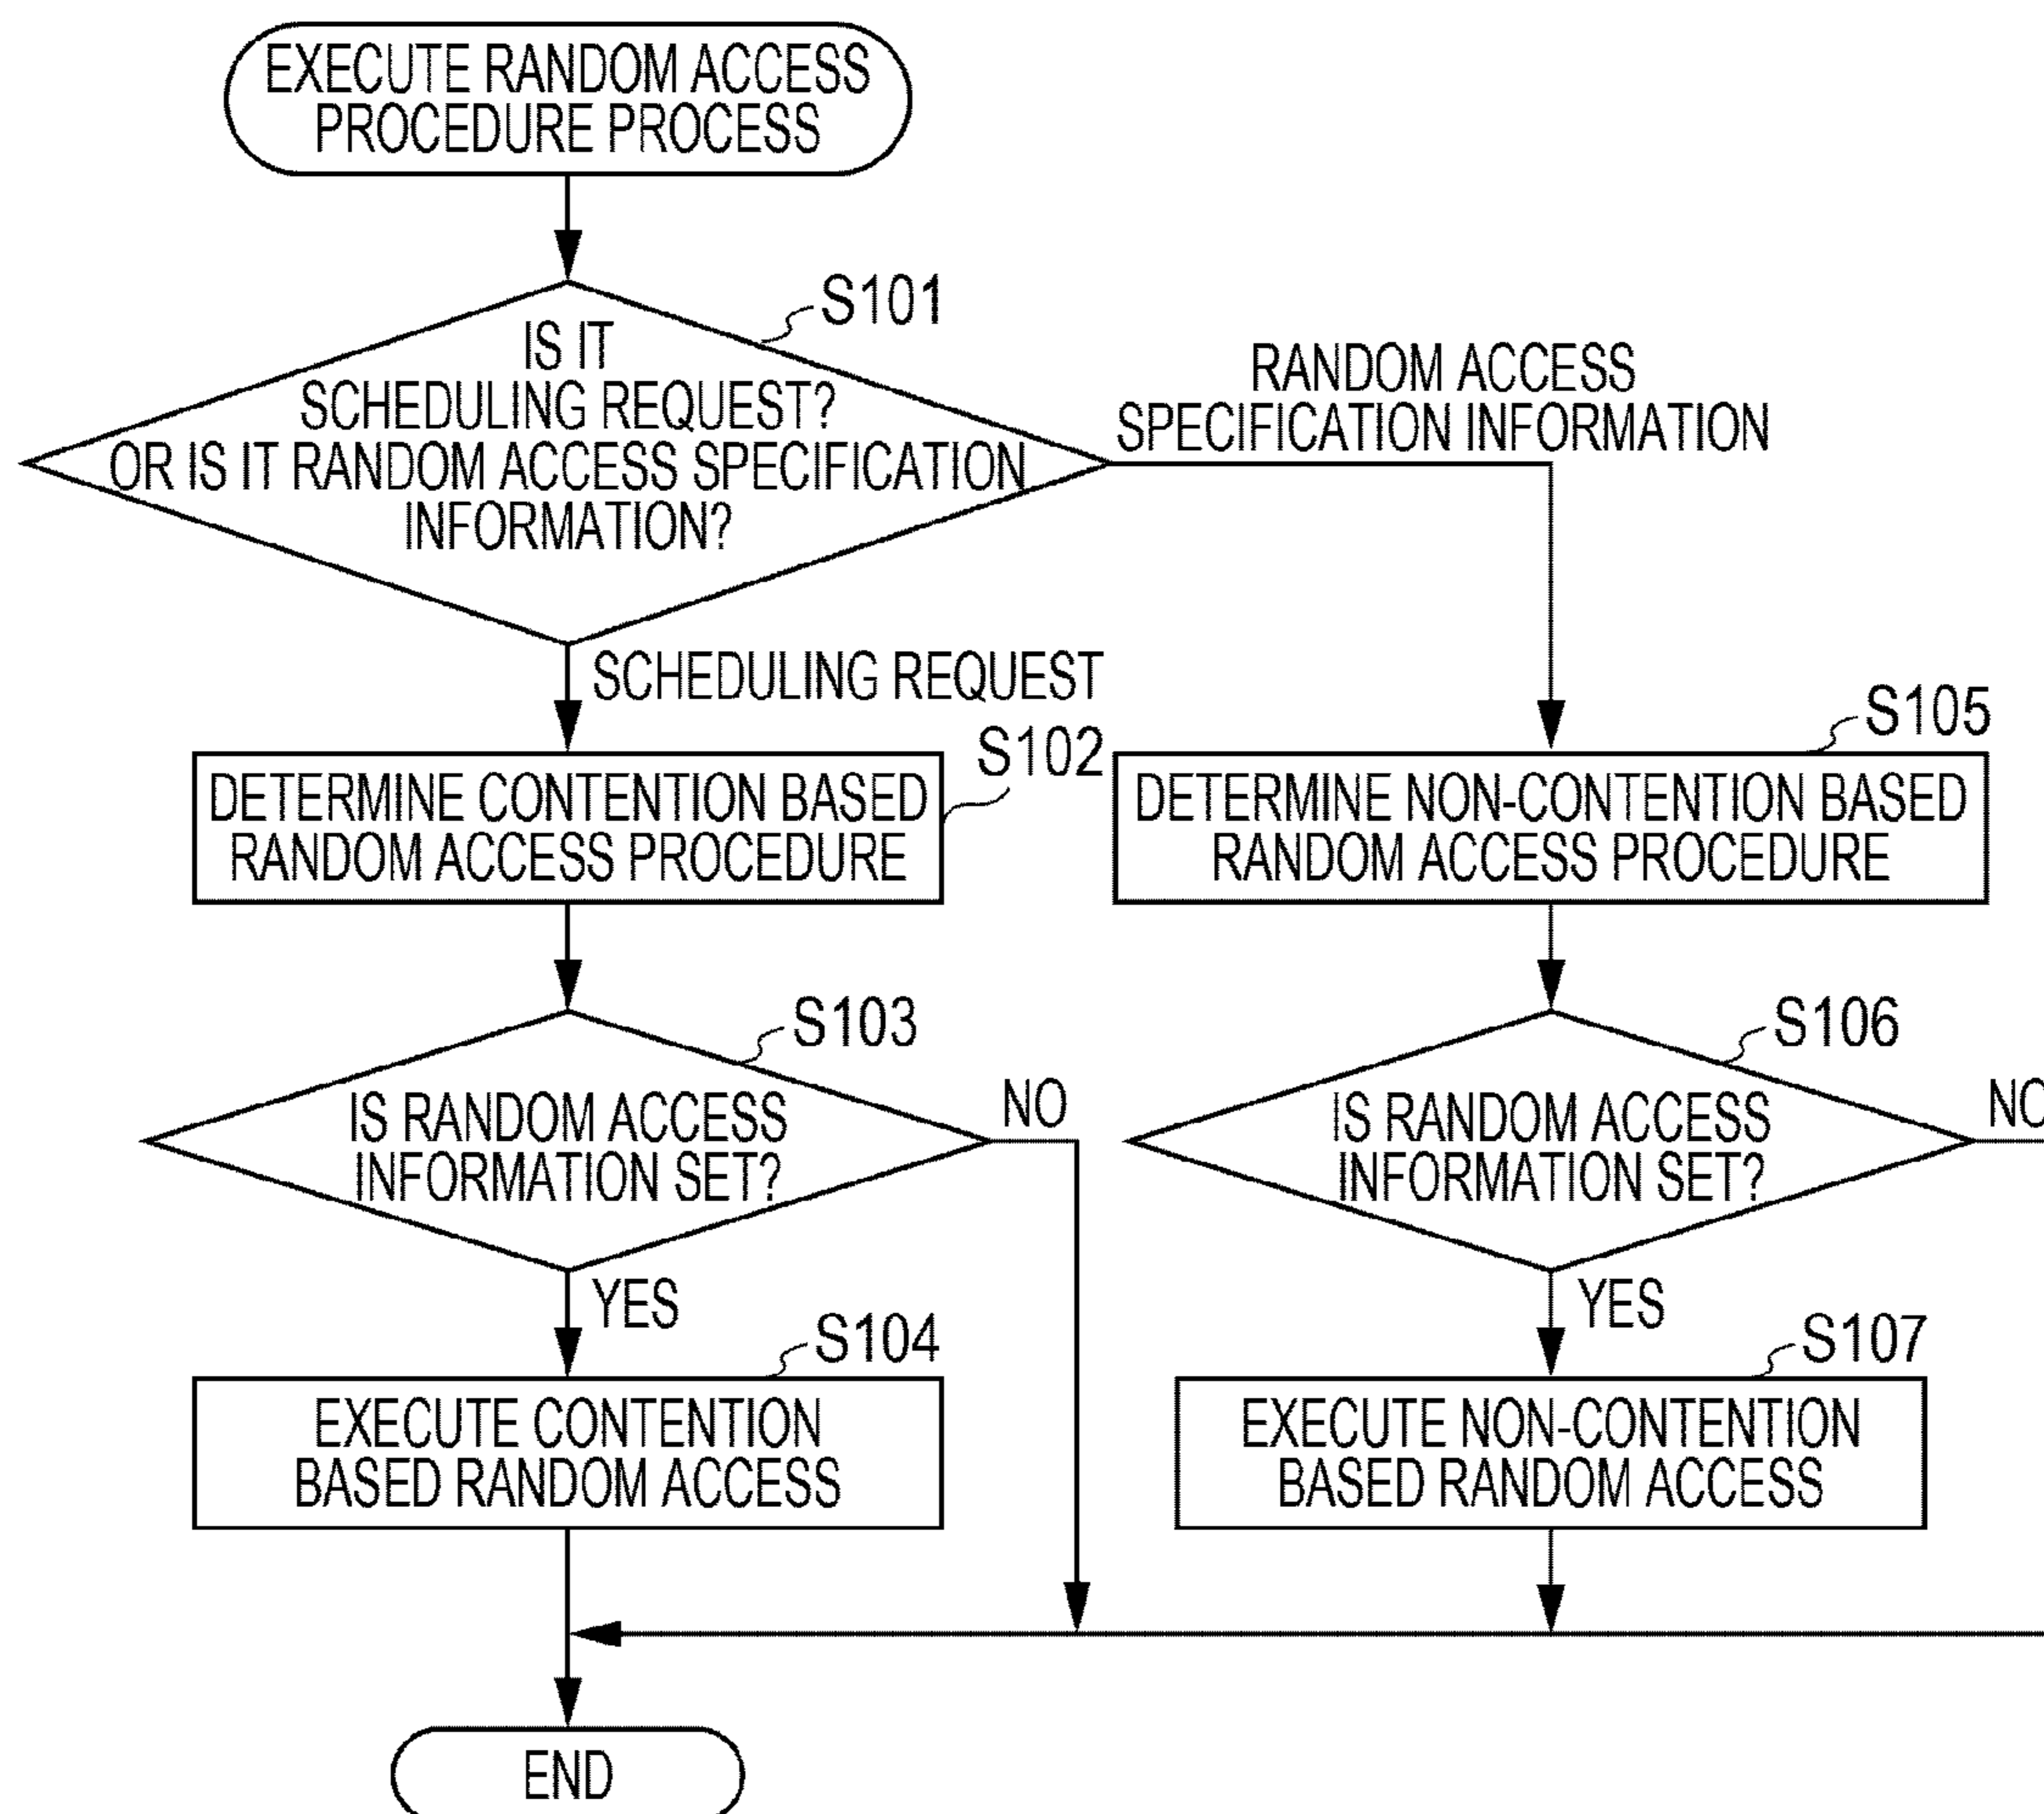 EXECUTE RANDOM ACCESS
PROCEDURE PROCESS
S101
IS IT
SCHEDULING REQUEST?
OR IS IT RANDOM ACCESS SPECIFICATION
INFORMATION?
RANDOM ACCESS
SPECIFICATION INFORMATION
SCHEDULING REQUEST
S102
DETERMINE CONTENTION BASED
RANDOM ACCESS PROCEDURE
S105
DETERMINE NON-CONTENTION BASED
RANDOM ACCESS PROCEDURE
S103
IS RANDOM ACCESS
INFORMATION SET?
NO
S106
IS RANDOM ACCESS
INFORMATION SET?
NO
YES
YES
S104
EXECUTE CONTENTION
BASED RANDOM ACCESS
S107
EXECUTE NON-CONTENTION
BASED RANDOM ACCESS
END